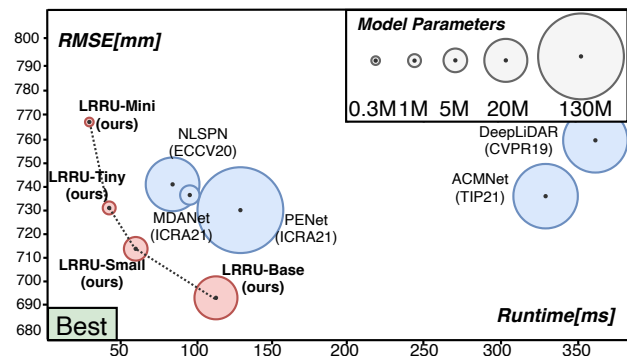 RMSE[mm]
Model Parameters
0.3M 1M 5M 20M 130M
800
780
770
760
750
740
730
720
710
700
690
680
LRRU-Mini
(ours)
NLSPN
(ECCV20)
DeepLiDAR
(CVPR19)
LRRU-Tiny
(ours)
ACMNet
(TIP21)
MDANet
(ICRA21)
PENet
(ICRA21)
LRRU-Small
(ours)
LRRU-Base
(ours)
Best
Runtime[ms]
50 100 150 200 250 300 350